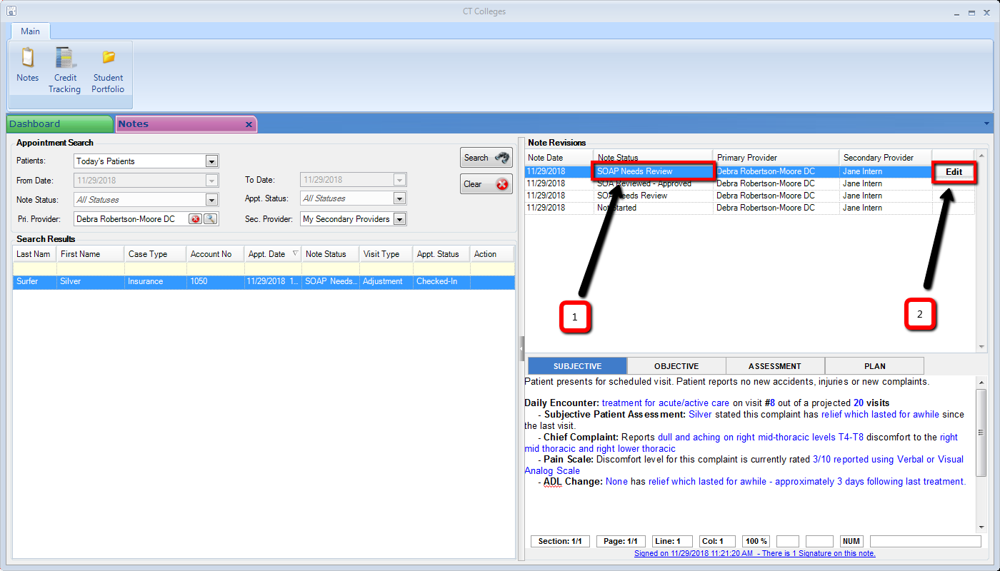 CT Colleges
Main
Notes
Credit Tracking
Student Portfolio
Dashboard
Notes x
Appointment Search
Patients: Today's Patients
Search
From Date: 11/29/2018 To Date: 11/29/2018
Clear
Note Status: All Statuses Appt. Status: All Statuses
Pri. Provider: Debra Robertson-Moore DC Sec. Provider: My Secondary Providers
Search Results
Last Nam First Name Case Type Account No Appt. Date Note Status Visit Type Appt. Status Action
Surfer Silver Insurance 1050 11/29/2018 1... SOAP Needs... Adjustment Checked-In
Note Revisions
Note Date Note Status Primary Provider Secondary Provider
11/29/2018 SOAP Needs Review Debra Robertson-Moore DC Jane Intern Edit
11/29/2018 SOA Reviewed - Approved Debra Robertson-Moore DC Jane Intern
11/29/2018 SOA Needs Review Debra Robertson-Moore DC Jane Intern
11/29/2018 Not Started Debra Robertson-Moore DC Jane Intern
1
2
SUBJECTIVE OBJECTIVE ASSESSMENT PLAN
Patient presents for scheduled visit. Patient reports no new accidents, injuries or new complaints.
Daily Encounter: treatment for acute/active care on visit #8 out of a projected 20 visits
- Subjective Patient Assessment: Silver stated this complaint has relief which lasted for awhile since
the last visit.
- Chief Complaint: Reports dull and aching on right mid-thoracic levels T4-T8 discomfort to the right
mid thoracic and right lower thoracic
- Pain Scale: Discomfort level for this complaint is currently rated 3/10 reported using Verbal or Visual
Analog Scale
- ADL Change: None has relief which lasted for awhile - approximately 3 days following last treatment.
Section: 1/1 Page: 1/1 Line: 1 Col: 1 100 % NUM
Signed on 11/29/2018 11:21:20 AM - There is 1 Signature on this note.